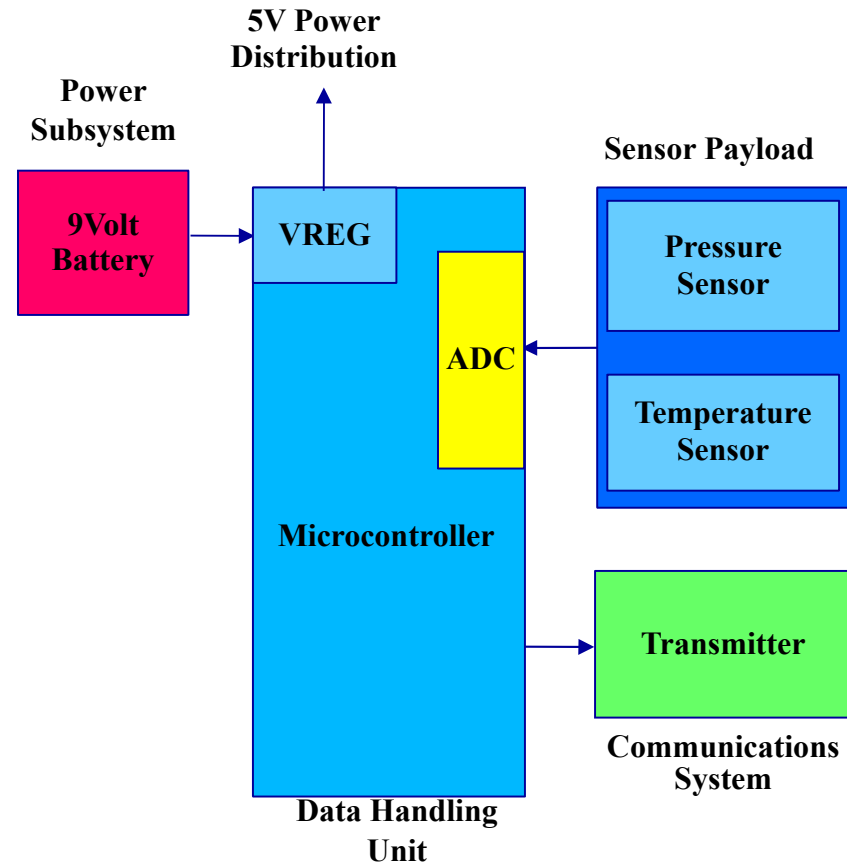 5V Power
Distribution
Power
Subsystem
Sensor Payload
9Volt
Battery
VREG
Pressure
Sensor
ADC
Temperature
Sensor
Microcontroller
Transmitter
Communications
System
Data Handling
Unit